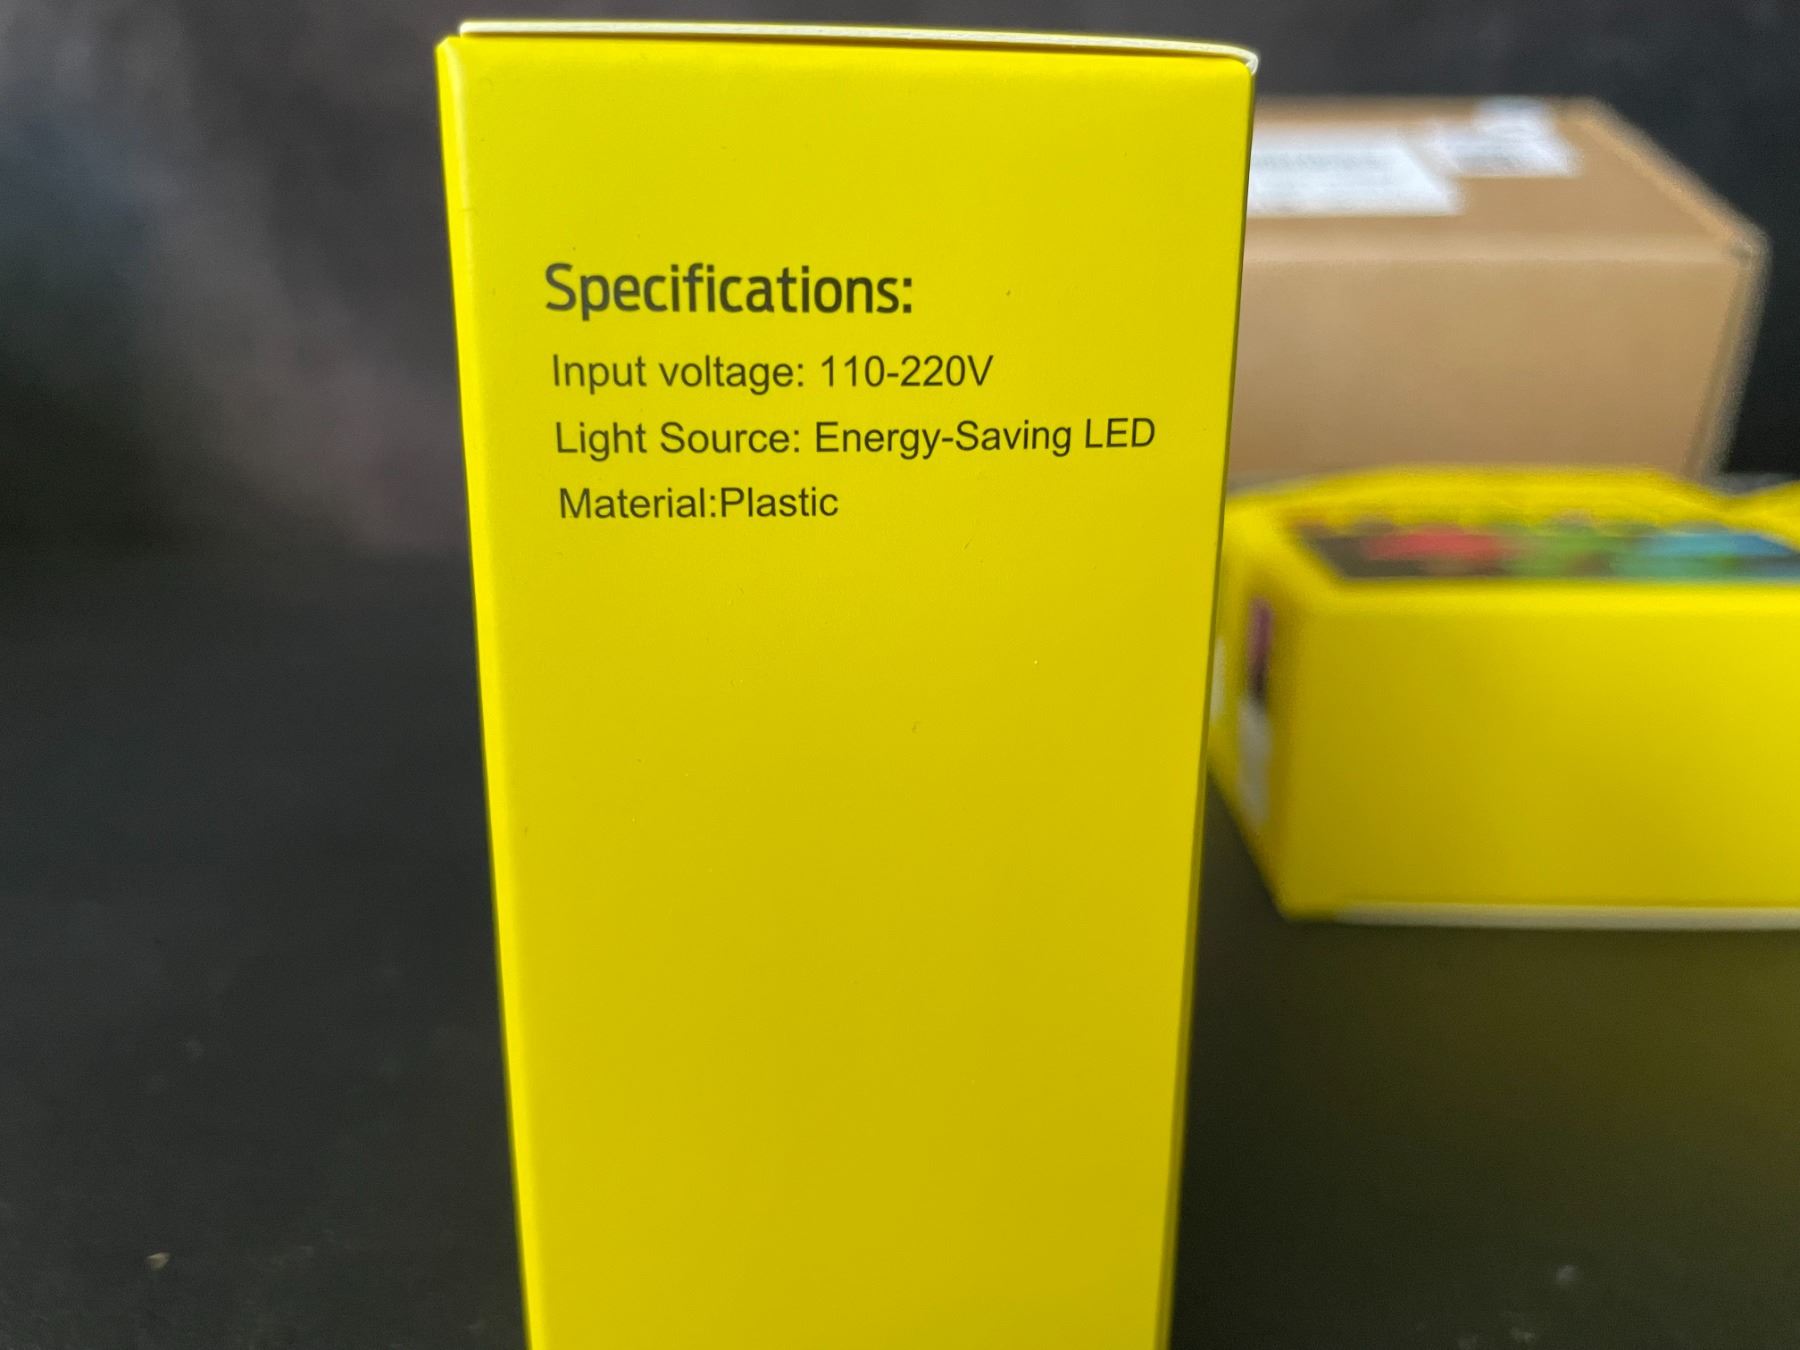 Specifications:
Input voltage: 110-220V
Light Source: Energy-Saving LED
Material:Plastic